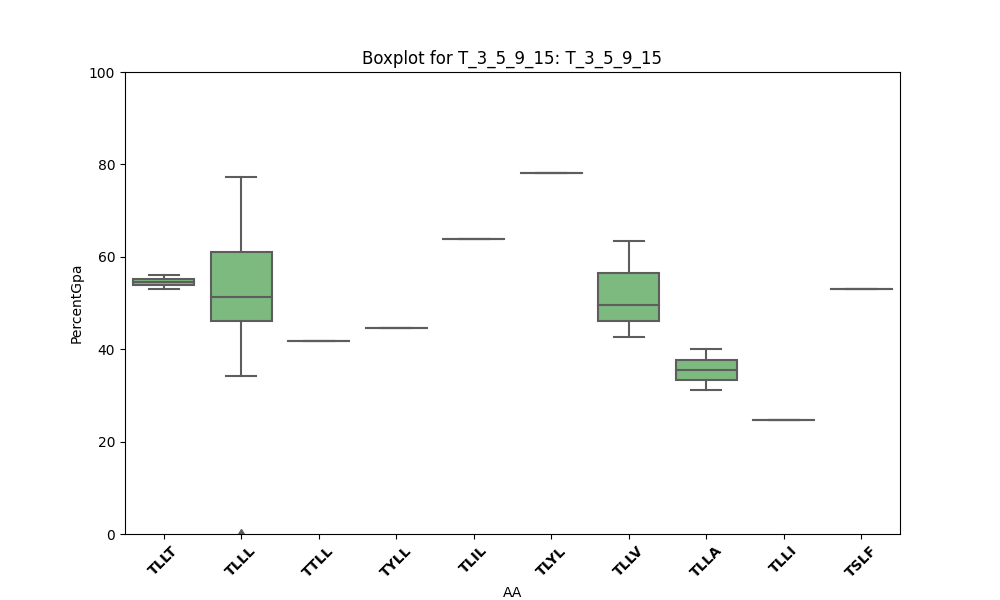 Boxplot for T_3_5_9_15: T_3_5_9_15
100
80
60
40
20
0
PercentGpa
TLLT
TLLL
TTLL
TYLL
TLIL
TLYL
TLLV
TLLA
TLLI
TSLF
AA